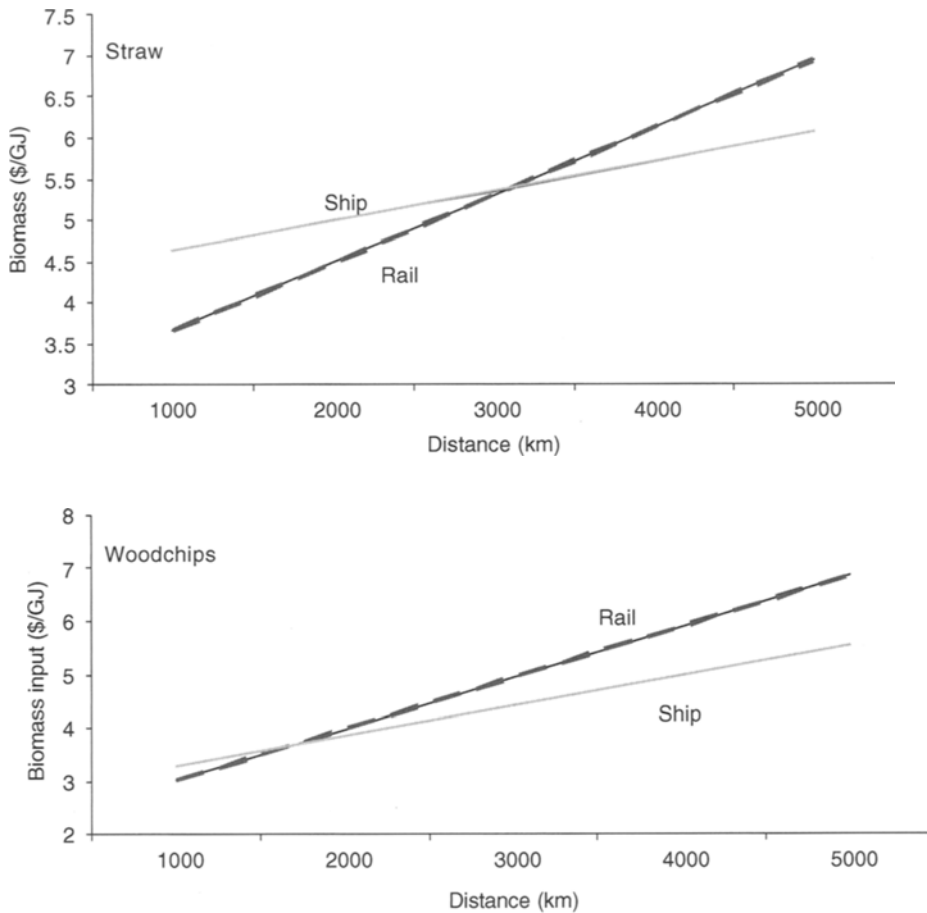 7.5
Straw
7
6.5
6
5.5
5
4.5
4
3.5
3
Biomass ($/GJ)
Ship
Rail
1000 2000 3000 4000 5000
Distance (km)
8
Woodchips
7
6
5
4
3
2
Biomass input ($/GJ)
Rail
Ship
1000 2000 3000 4000 5000
Distance (km)